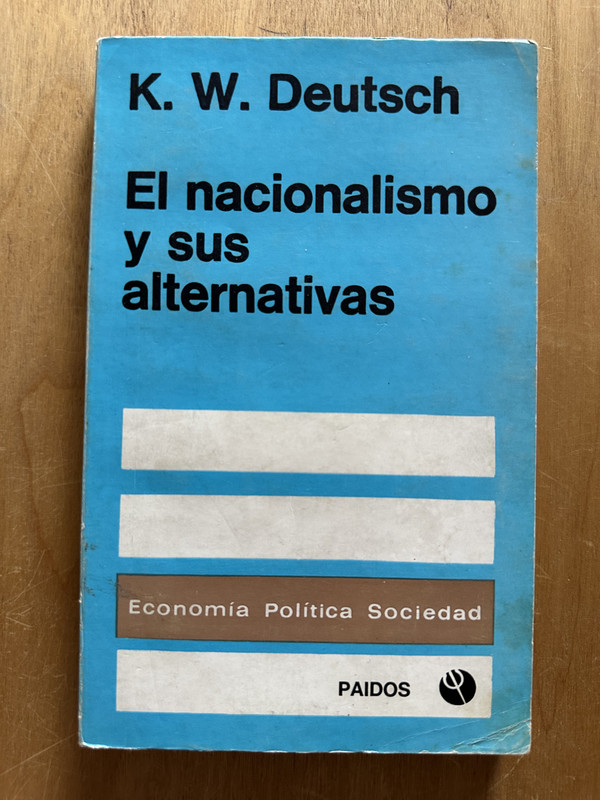 K. W. Deutsch
El nacionalismo
y sus
alternativas
Economía Política Sociedad
PAIDOS